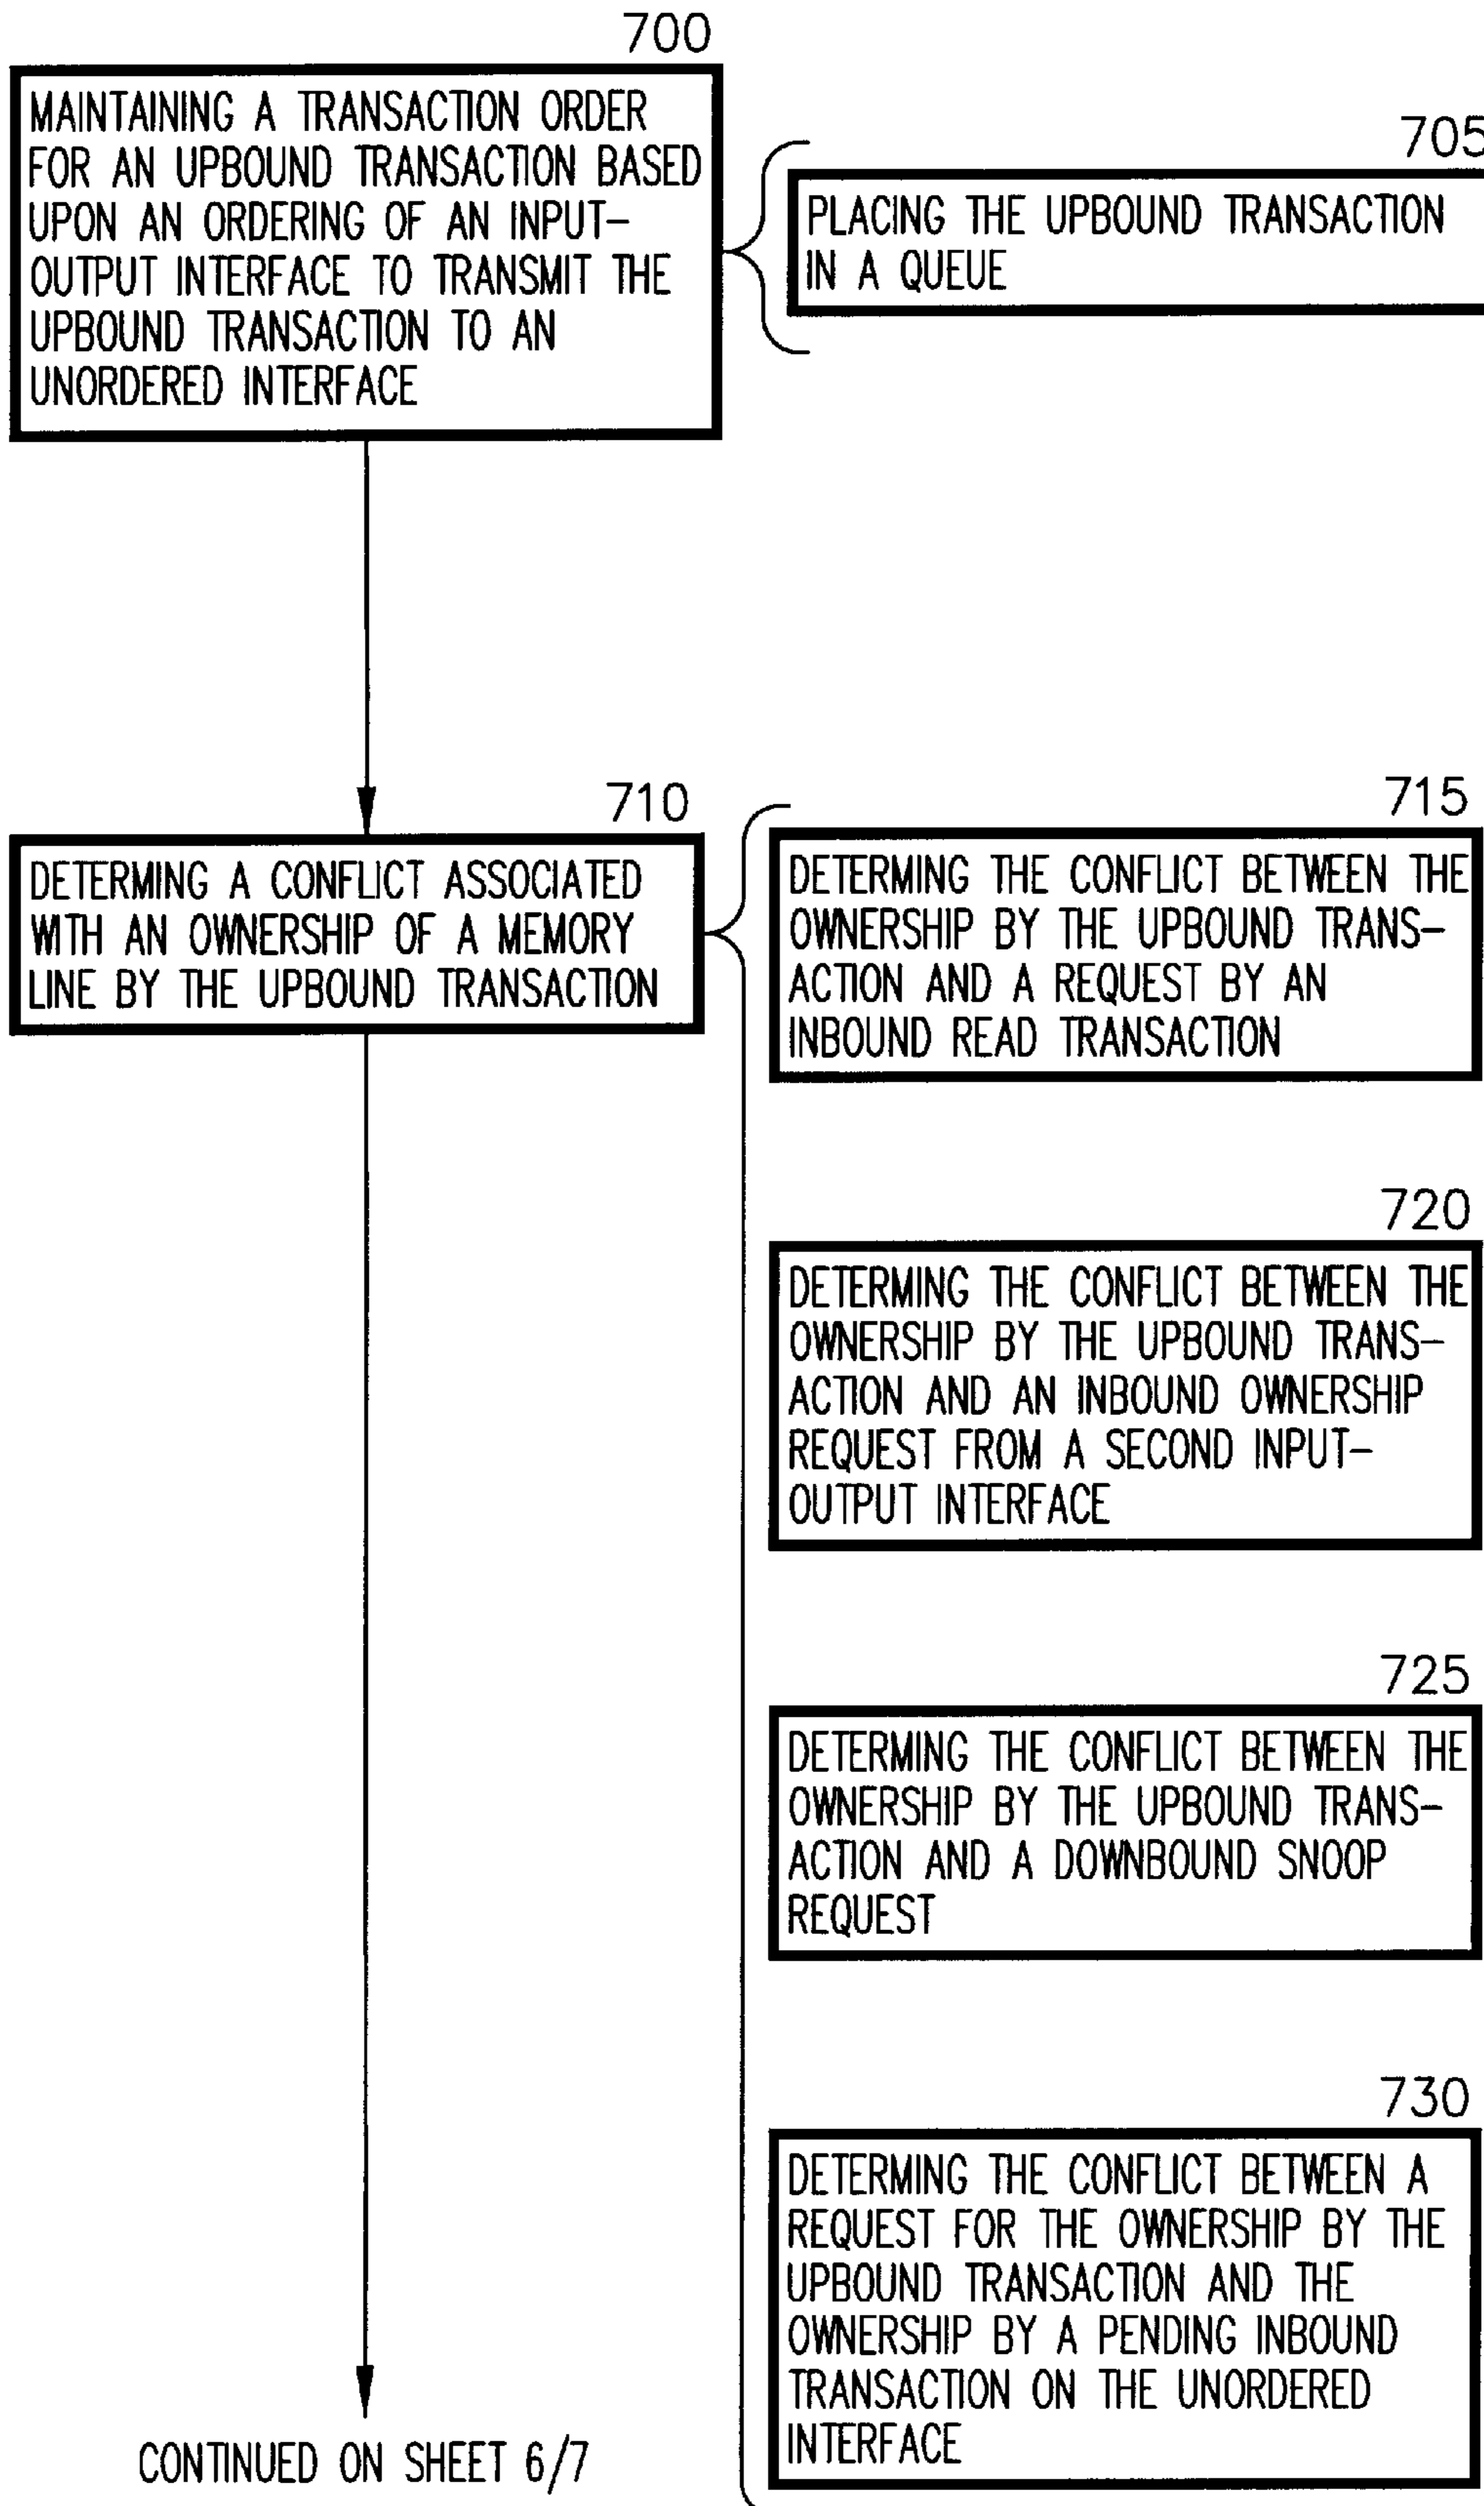 700
MAINTAINING A TRANSACTION ORDER
FOR AN UPBOUND TRANSACTION BASED
UPON AN ORDERING OF AN INPUT-
OUTPUT INTERFACE TO TRANSMIT THE
UPBOUND TRANSACTION TO AN
UNORDERED INTERFACE
705
PLACING THE UPBOUND TRANSACTION
IN A QUEUE
710
DETERMING A CONFLICT ASSOCIATED
WITH AN OWNERSHIP OF A MEMORY
LINE BY THE UPBOUND TRANSACTION
715
DETERMING THE CONFLICT BETWEEN THE
OWNERSHIP BY THE UPBOUND TRANS-
ACTION AND A REQUEST BY AN
INBOUND READ TRANSACTION
720
DETERMING THE CONFLICT BETWEEN THE
OWNERSHIP BY THE UPBOUND TRANS-
ACTION AND AN INBOUND OWNERSHIP
REQUEST FROM A SECOND INPUT-
OUTPUT INTERFACE
725
DETERMING THE CONFLICT BETWEEN THE
OWNERSHIP BY THE UPBOUND TRANS-
ACTION AND A DOWNBOUND SNOOP
REQUEST
730
DETERMING THE CONFLICT BETWEEN A
REQUEST FOR THE OWNERSHIP BY THE
UPBOUND TRANSACTION AND THE
OWNERSHIP BY A PENDING INBOUND
TRANSACTION ON THE UNORDERED
INTERFACE
CONTINUED ON SHEET 6/7